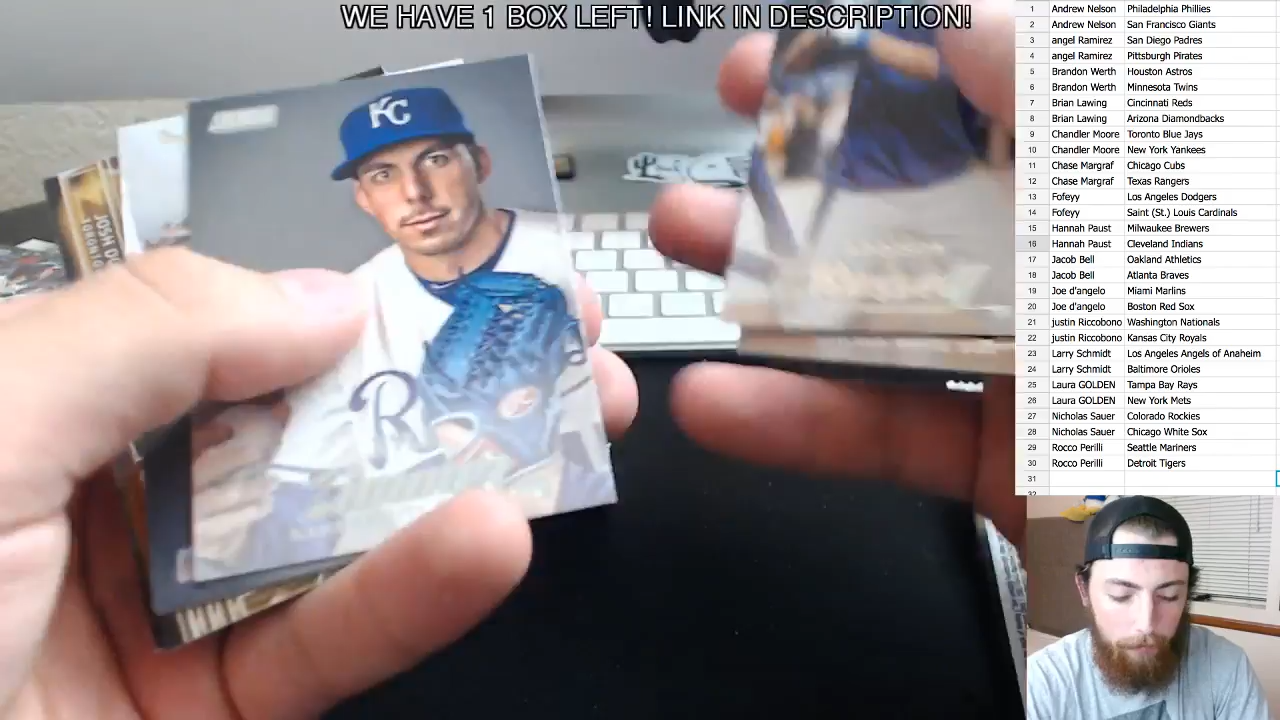 WE HAVE 1 BOX LEFT! LINK IN DESCRIPTION!
1 Andrew Nelson Philadelphia Phillies
2 Andrew Nelson San Francisco Giants
3 angel Ramirez San Diego Padres
4 angel Ramirez Pittsburgh Pirates
5 Brandon Werth Houston Astros
6 Brandon Werth Minnesota Twins
7 Brian Lawing Cincinnati Reds
8 Brian Lawing Arizona Diamondbacks
9 Chandler Moore Toronto Blue Jays
10 Chandler Moore New York Yankees
11 Chase Margraf Chicago Cubs
12 Chase Margraf Texas Rangers
13 Fofeyy Los Angeles Dodgers
14 Fofeyy Saint (St.) Louis Cardinals
15 Hannah Paust Milwaukee Brewers
16 Hannah Paust Cleveland Indians
17 Jacob Bell Oakland Athletics
18 Jacob Bell Atlanta Braves
19 Joe d'angelo Miami Marlins
20 Joe d'angelo Boston Red Sox
21 justin Riccobono Washington Nationals
22 justin Riccobono Kansas City Royals
23 Larry Schmidt Los Angeles Angels of Anaheim
24 Larry Schmidt Baltimore Orioles
25 Laura GOLDEN Tampa Bay Rays
26 Laura GOLDEN New York Mets
27 Nicholas Sauer Colorado Rockies
28 Nicholas Sauer Chicago White Sox
29 Rocco Perilli Seattle Mariners
30 Rocco Perilli Detroit Tigers
31
32
KC
R
JOSH